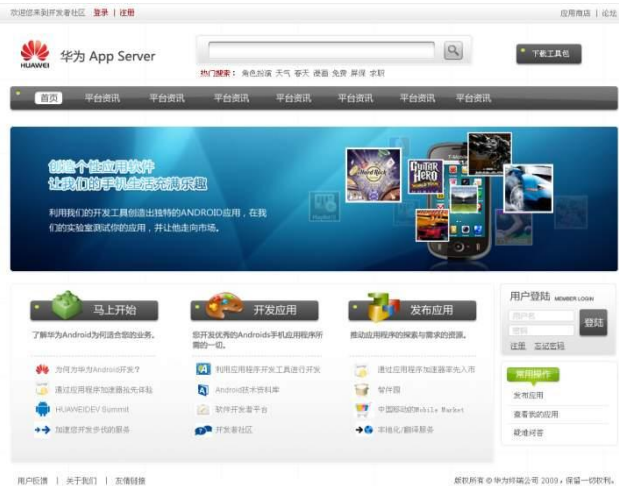 欢迎您来到开发者社区 登录 | 注册
应用商店 | 论坛
HUAWEI
华为 App Server
热门搜索： 角色扮演 天气 春天 漫画 免费 屏保 求职
下载工具包
首页 平台资讯 平台资讯 平台资讯 平台资讯 平台资讯 平台资讯 平台资讯
创造个性应用软件
让我们的手机生活充满乐趣
利用我们的开发工具创造出独特的ANDROID应用，在我
们的实验室测试你的应用，并让他走向市场。
GUITAR
HERO
马上开始
了解华为Android为何适合您的业务。
为何为华为Android开发？
通过应用程序加速器抢先体验
HUAWEIDEV Summit
加速您开发步伐的服务
开发应用
您开发优秀的Androids手机应用程序所
需的一切。
利用应用程序开发工具进行开发
Android技术资料库
软件开发者平台
开发者社区
发布应用
推动应用程序的探索与需求的资源。
通过应用程序加速器率先入市
智件园
中国移动的Mobile Market
本地化/翻译服务
用户登陆 MEMBER LOGIN
用户名
密码
登陆
注册 忘记密码
常用操作
发布应用
查看我的应用
疑难问答
用户反馈 | 关于我们 | 友情链接
版权所有 © 华为终端公司 2009，保留一切权利。